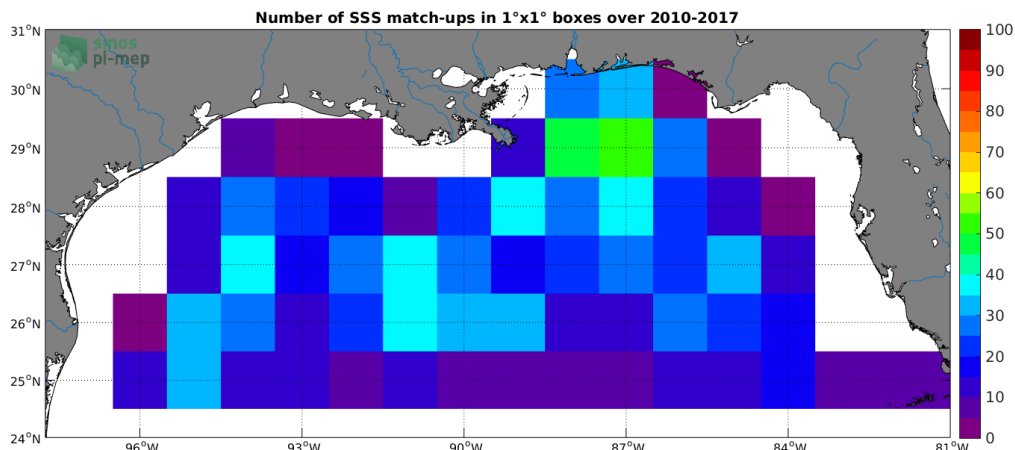 Number of SSS match-ups in 1°x1° boxes over 2010-2017
smos
pi-mep
31°N
30°N
29°N
28°N
27°N
26°N
25°N
24°N
96°W 93°W 90°W 87°W 84°W 81°W
100
90
80
70
60
50
40
30
20
10
0